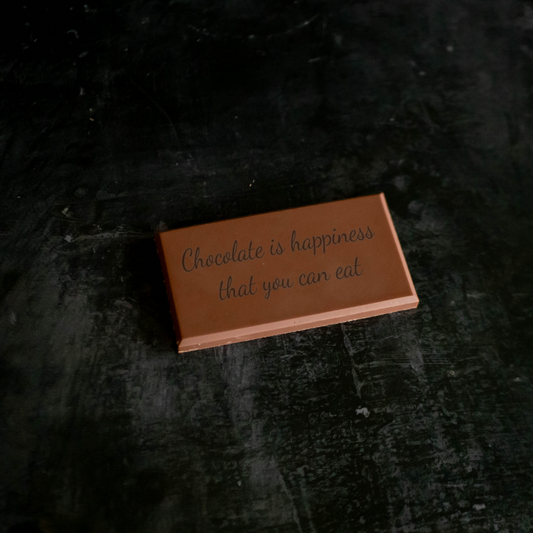 Chocolate is happiness
that you can eat